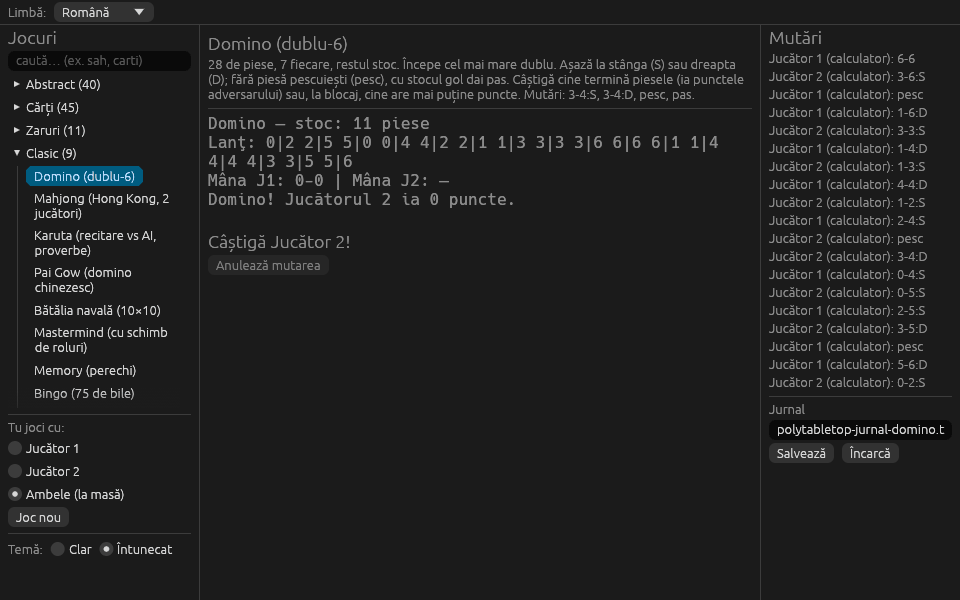 Limbă: Română
Jocuri
caută... (ex. sah, carti)
Abstract (40)
Cărți (45)
Zaruri (11)
Clasic (9)
Domino (dublu-6)
Mahjong (Hong Kong, 2
jucători)
Karuta (recitare vs AI,
proverbe)
Pai Gow (domino
chinezesc)
Bătălia navală (10×10)
Mastermind (cu schimb
de roluri)
Memory (perechi)
Bingo (75 de bile)
Tu joci cu:
Jucător 1
Jucător 2
Ambele (la masă)
Joc nou
Temă: Clar Întunecat
Domino (dublu-6)
28 de piese, 7 fiecare, restul stoc. Începe cel mai mare dublu. Așază la stânga (S) sau dreapta
(D); fără piesă pescuiești (pesc), cu stocul gol dai pas. Câștigă cine termină piesele (ia punctele
adversarului) sau, la blocaj, cine are mai puține puncte. Mutări: 3-4:S, 3-4:D, pesc, pas.
Domino — stoc: 11 piese
Lanț: 0|2 2|5 5|0 0|4 4|2 2|1 1|3 3|3 3|6 6|6 6|1 1|4
4|4 4|3 3|5 5|6
Mâna J1: 0-0 | Mâna J2: —
Domino! Jucătorul 2 ia 0 puncte.
Câștigă Jucător 2!
Anulează mutarea
Mutări
Jucător 1 (calculator): 6-6
Jucător 2 (calculator): 3-6:S
Jucător 1 (calculator): pesc
Jucător 1 (calculator): 1-6:D
Jucător 2 (calculator): 3-3:S
Jucător 1 (calculator): 1-4:D
Jucător 2 (calculator): 1-3:S
Jucător 1 (calculator): 4-4:D
Jucător 2 (calculator): 1-2:S
Jucător 1 (calculator): 2-4:S
Jucător 2 (calculator): pesc
Jucător 2 (calculator): 3-4:D
Jucător 1 (calculator): 0-4:S
Jucător 2 (calculator): 0-5:S
Jucător 1 (calculator): 2-5:S
Jucător 2 (calculator): 3-5:D
Jucător 1 (calculator): pesc
Jucător 1 (calculator): 5-6:D
Jucător 2 (calculator): 0-2:S
Jurnal
polytabletop-jurnal-domino.t
Salvează Încarcă